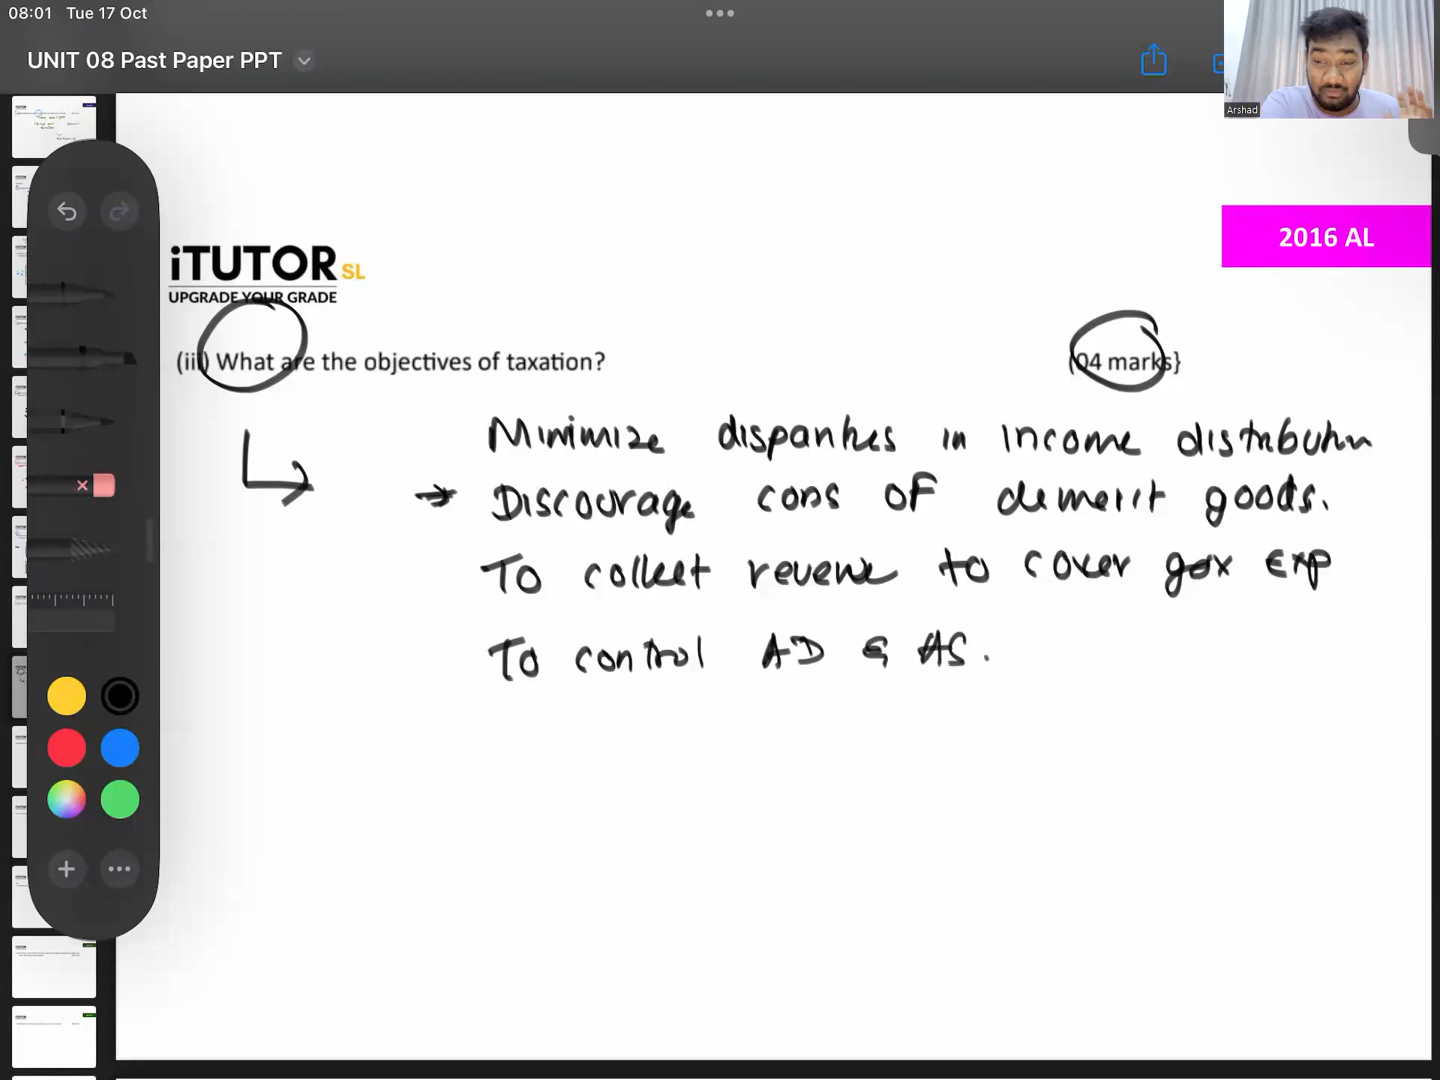 08:01 Tue 17 Oct
UNIT 08 Past Paper PPT
Arshad
2016 AL
iTUTOR SL
UPGRADE YOUR GRADE
(iii) What are the objectives of taxation? (04 marks}
Minimize disparities in income distribution
→ Discourage cons of demerit goods.
To collect revenue to cover gov Exp
To control AD & AS.